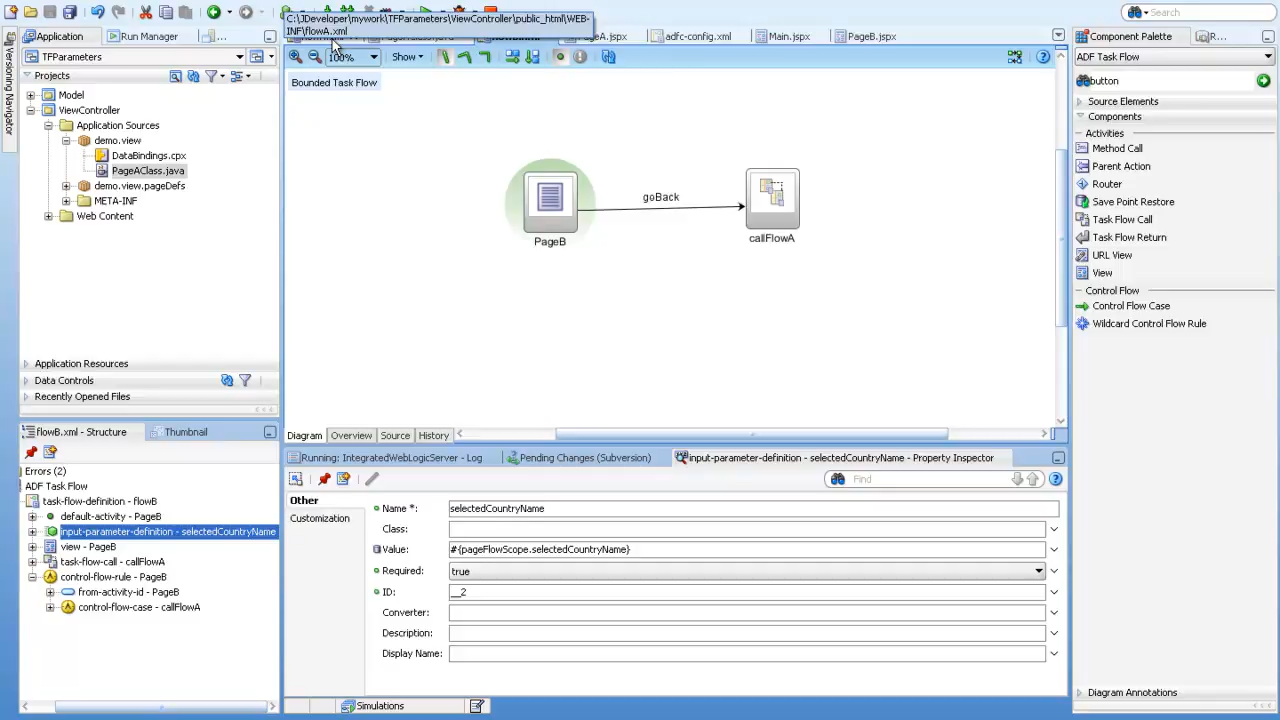 C:\JDeveloper\mywork\TFParameters\ViewController\public_html\WEB-
INF\flowA.xml
Search
Application
Run Manager
...
A.jspx
adfc-config.xml
Main.jspx
PageB.jspx
Component Palette
R...
Versioning Navigator
TFParameters
100%
Show
ADF Task Flow
Projects
Bounded Task Flow
button
Model
ViewController
Application Sources
demo.view
DataBindings.cpx
PageAClass.java
demo.view.pageDefs
META-INF
Web Content
goBack
PageB
callFlowA
Source Elements
Components
Activities
Method Call
Parent Action
Router
Save Point Restore
Task Flow Call
Task Flow Return
URL View
View
Control Flow
Control Flow Case
Wildcard Control Flow Rule
Application Resources
Data Controls
Recently Opened Files
Diagram
Overview
Source
History
flowB.xml - Structure
Thumbnail
Errors (2)
ADF Task Flow
task-flow-definition - flowB
default-activity - PageB
input-parameter-definition - selectedCountryName
view - PageB
task-flow-call - callFlowA
control-flow-rule - PageB
from-activity-id - PageB
control-flow-case - callFlowA
Running: IntegratedWebLogicServer - Log
Pending Changes (Subversion)
input-parameter-definition - selectedCountryName - Property Inspector
Find
Other
Customization
Name *: selectedCountryName
Class:
Value: #{pageFlowScope.selectedCountryName}
Required: true
ID: __2
Converter:
Description:
Display Name:
Simulations
Diagram Annotations